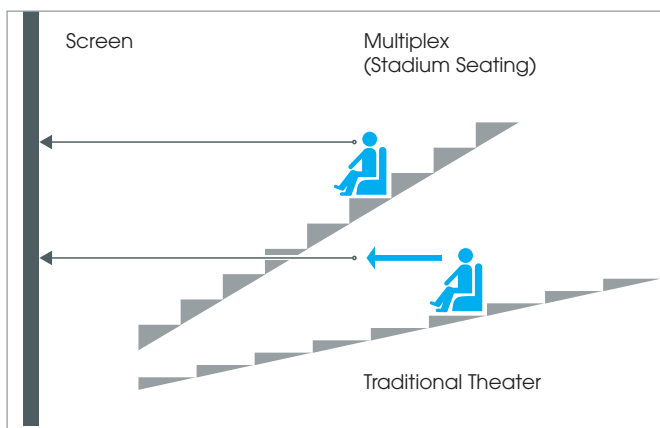 Screen
Multiplex
(Stadium Seating)
Traditional Theater